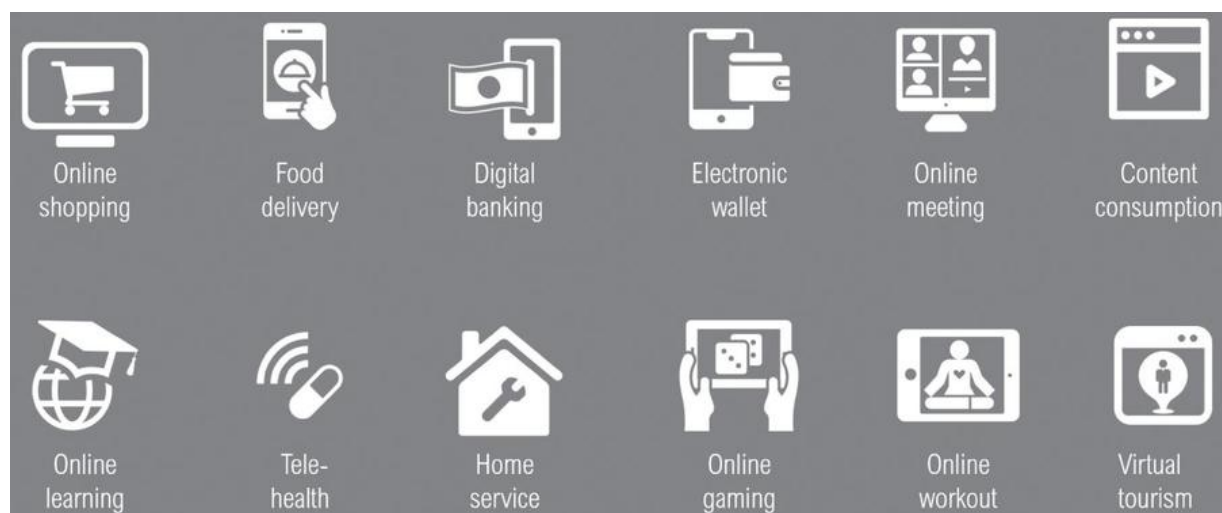 Online
shopping
Food
delivery
Digital
banking
Electronic
wallet
Online
meeting
Content
consumption
Online
learning
Tele-
health
Home
service
Online
gaming
Online
workout
Virtual
tourism